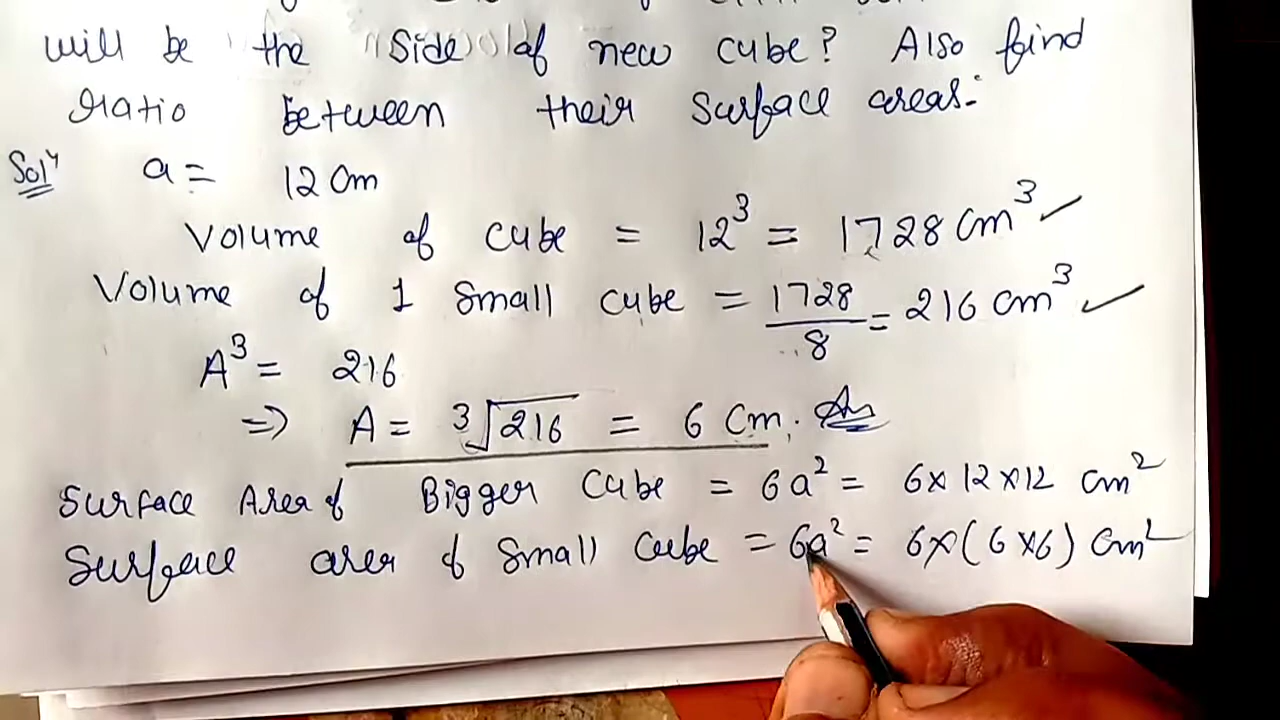 will be the side of new cube? Also find
ratio between their surface areas.
Solⁿ a = 12 cm
Volume of cube = 12³ = 1728 cm³ ✓
Volume of 1 small cube = 1728/8 = 216 cm³ ✓
A³ = 216
=> A = ³√216 = 6 cm. Ans
Surface Area of Bigger Cube = 6a² = 6×12×12 cm²
Surface area of small cube = 6a² = 6×(6×6) cm²